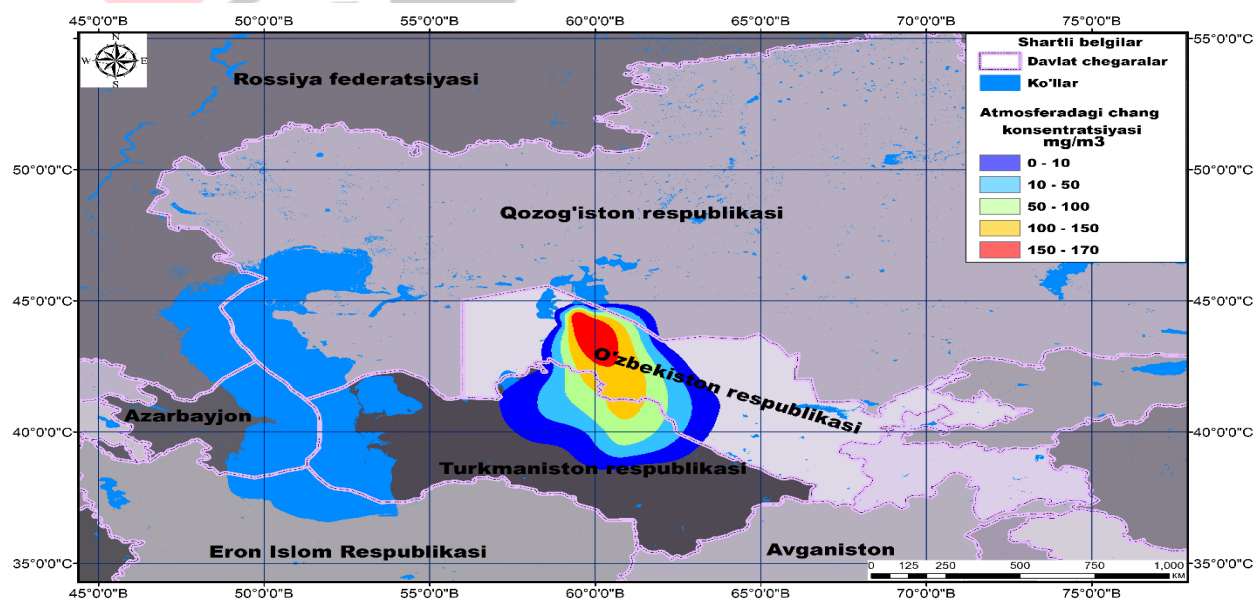 45°0'0"C 50°0'0"C 55°0'0"C 60°0'0"C 65°0'0"C 70°0'0"C 75°0'0"C
N
W E
S
55°0'0"C
50°0'0"C 50°0'0"C
45°0'0"C 45°0'0"C
40°0'0"C 40°0'0"C
35°0'0"C 35°0'0"C
Rossiya federatsiyasi
Qozog'iston respublikasi
O'zbekiston respublikasi
Azarbayjon
Turkmaniston respublikasi
Eron Islom Respublikasi
Avganiston
Shartli belgilar
Davlat chegaralar
Ko'llar
Atmosferadagi chang
konsentratsiyasi
mg/m3
0 - 10
10 - 50
50 - 100
100 - 150
150 - 170
0 125 250 500 750 1,000
KM
45°0'0"C 50°0'0"C 55°0'0"C 60°0'0"C 65°0'0"C 70°0'0"C 75°0'0"C